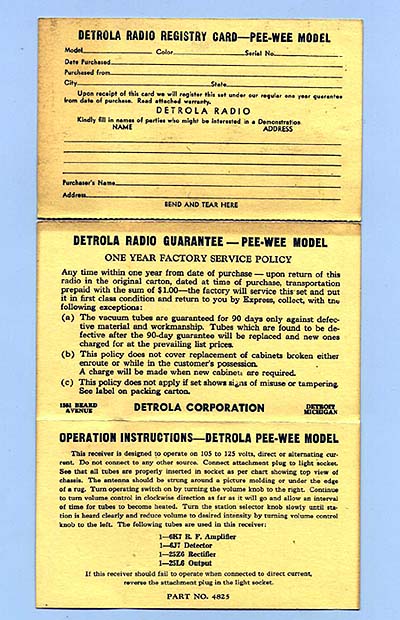 DETROLA RADIO REGISTRY CARD—PEE-WEE MODEL
Model Color Serial No.
Date Purchased
Purchased from
City State
Upon receipt of this card we will register this set under our regular one year guarantee
from date of purchase. Read attached warranty.
DETROLA RADIO
Kindly fill in names of parties who might be interested in a Demonstration.
NAME ADDRESS
Purchaser's Name
Address
BEND AND TEAR HERE
DETROLA RADIO GUARANTEE — PEE-WEE MODEL
ONE YEAR FACTORY SERVICE POLICY
Any time within one year from date of purchase — upon return of this
radio in the original carton, dated at time of purchase, transportation
prepaid with the sum of $1.00—the factory will service this set and put
it in first class condition and return to you by Express, collect, with the
following exceptions:
(a) The vacuum tubes are guaranteed for 90 days only against defec-
tive material and workmanship. Tubes which are found to be de-
fective after the 90-day guarantee will be replaced and new ones
charged for at the prevailing list prices.
(b) This policy does not cover replacement of cabinets broken either
enroute or while in the customer's possession.
A charge will be made when new cabinets are required.
(c) This policy does not apply if set shows signs of misuse or tampering.
See label on packing carton.
1501 BEARD
AVENUE
DETROLA CORPORATION
DETROIT
MICHIGAN
OPERATION INSTRUCTIONS—DETROLA PEE-WEE MODEL
This receiver is designed to operate on 105 to 125 volts, direct or alternating cur-
rent. Do not connect to any other source. Connect attachment plug to light socket.
See that all tubes are properly inserted in socket as per chart showing top view of
chassis. The antenna should be strung around a picture molding or under the edge
of a rug. Turn operating switch on by turning the volume knob to the right. Continue
to turn volume control in clockwise direction as far as it will go and allow an interval
of time for tubes to become heated. Turn the station selector knob slowly until sta-
tion is heard clearly and reduce volume to desired intensity by turning volume control
knob to the left. The following tubes are used in this receiver:
1—6K7 R. F. Amplifier
1—6J7 Detector
1—25Z6 Rectifier
1—25L6 Output
If this receiver should fail to operate when connected to direct current,
reverse the attachment plug in the light socket.
PART NO. 4825